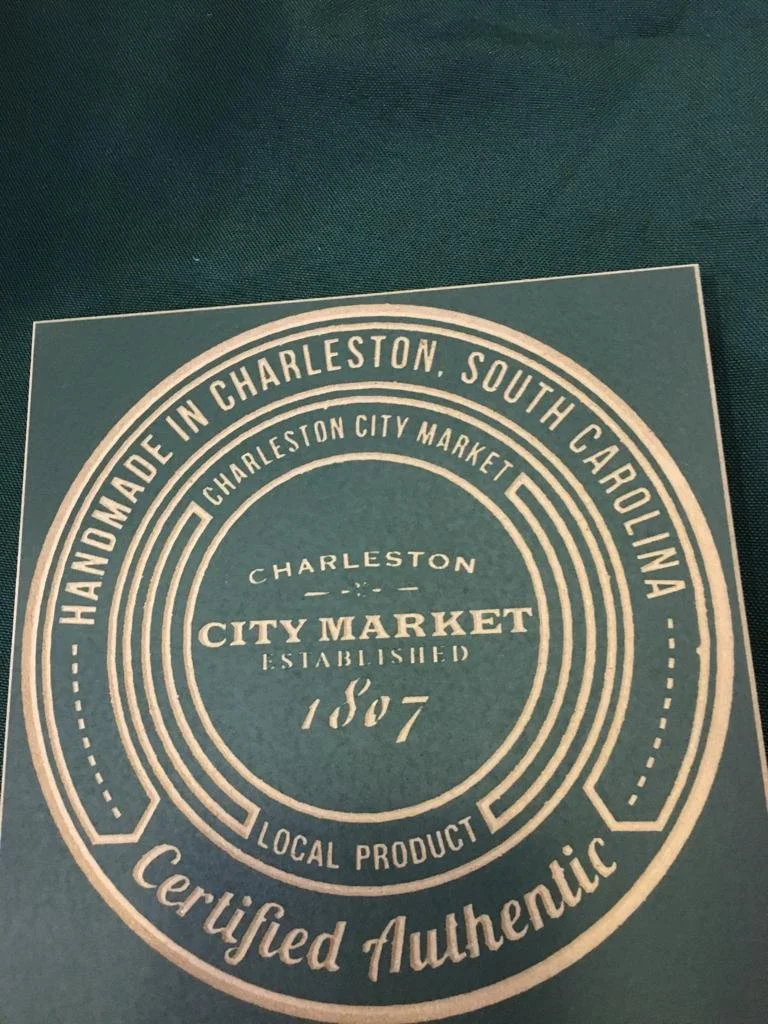 HANDMADE IN CHARLESTON, SOUTH CAROLINA
CHARLESTON CITY MARKET
CHARLESTON
CITY MARKET
ESTABLISHED
1807
LOCAL PRODUCT
Certified Authentic